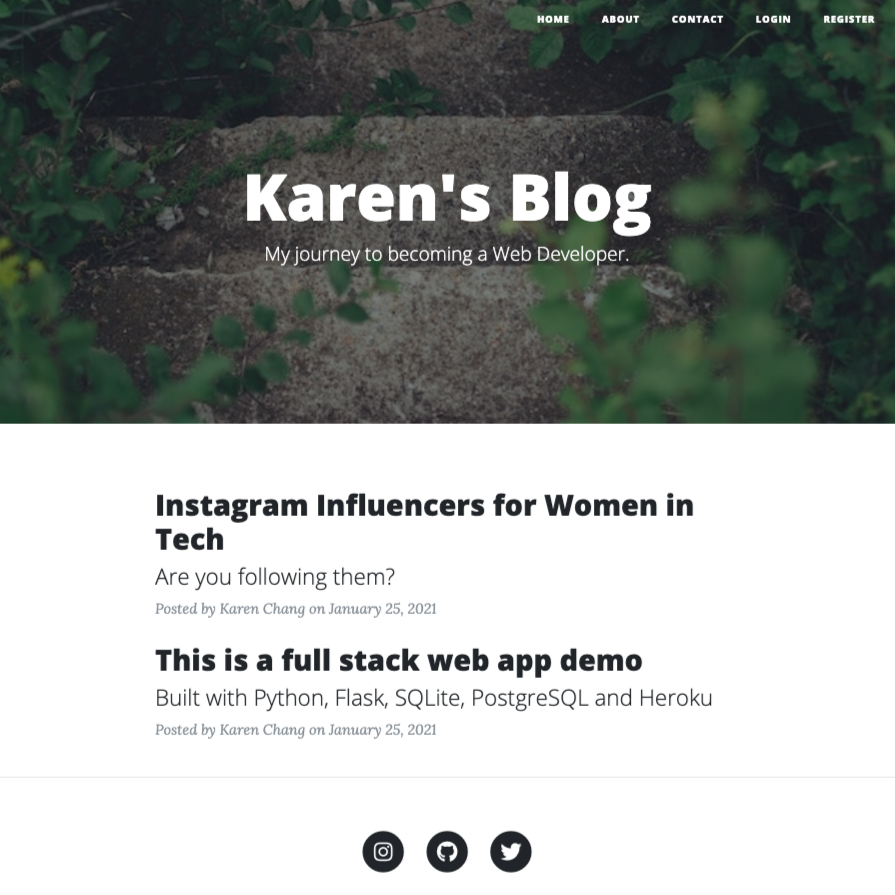 HOME ABOUT CONTACT LOGIN REGISTER
Karen's Blog
My journey to becoming a Web Developer.
Instagram Influencers for Women in
Tech
Are you following them?
Posted by Karen Chang on January 25, 2021
This is a full stack web app demo
Built with Python, Flask, SQLite, PostgreSQL and Heroku
Posted by Karen Chang on January 25, 2021